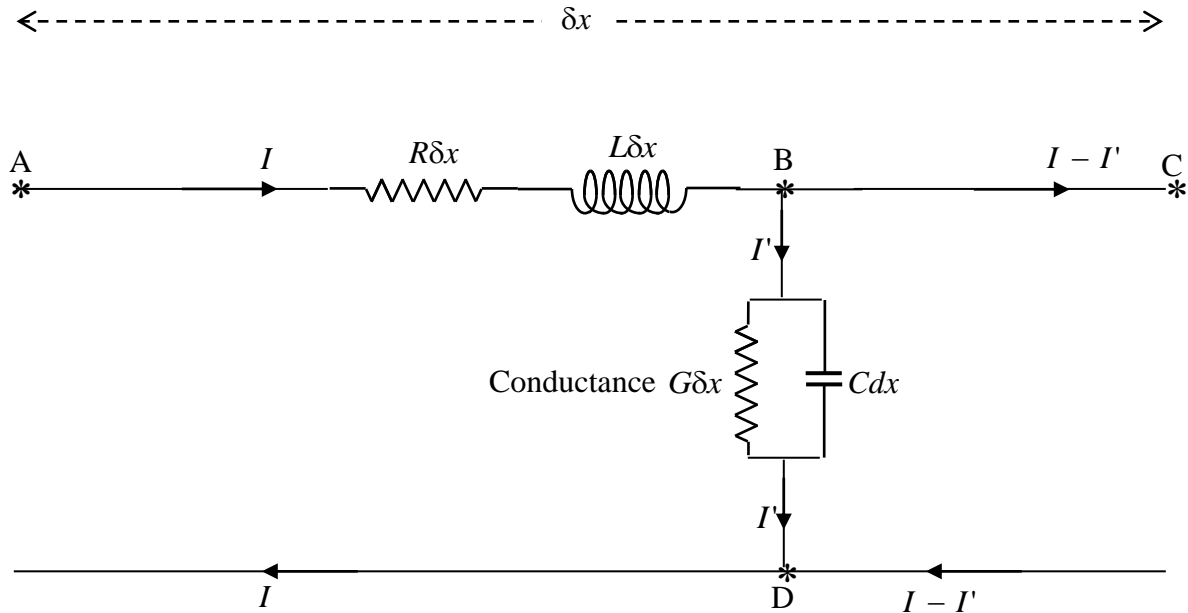 δx
A I Rδx Lδx B I – I' C
I'
Conductance Gδx Cdx
I'
I D I – I'